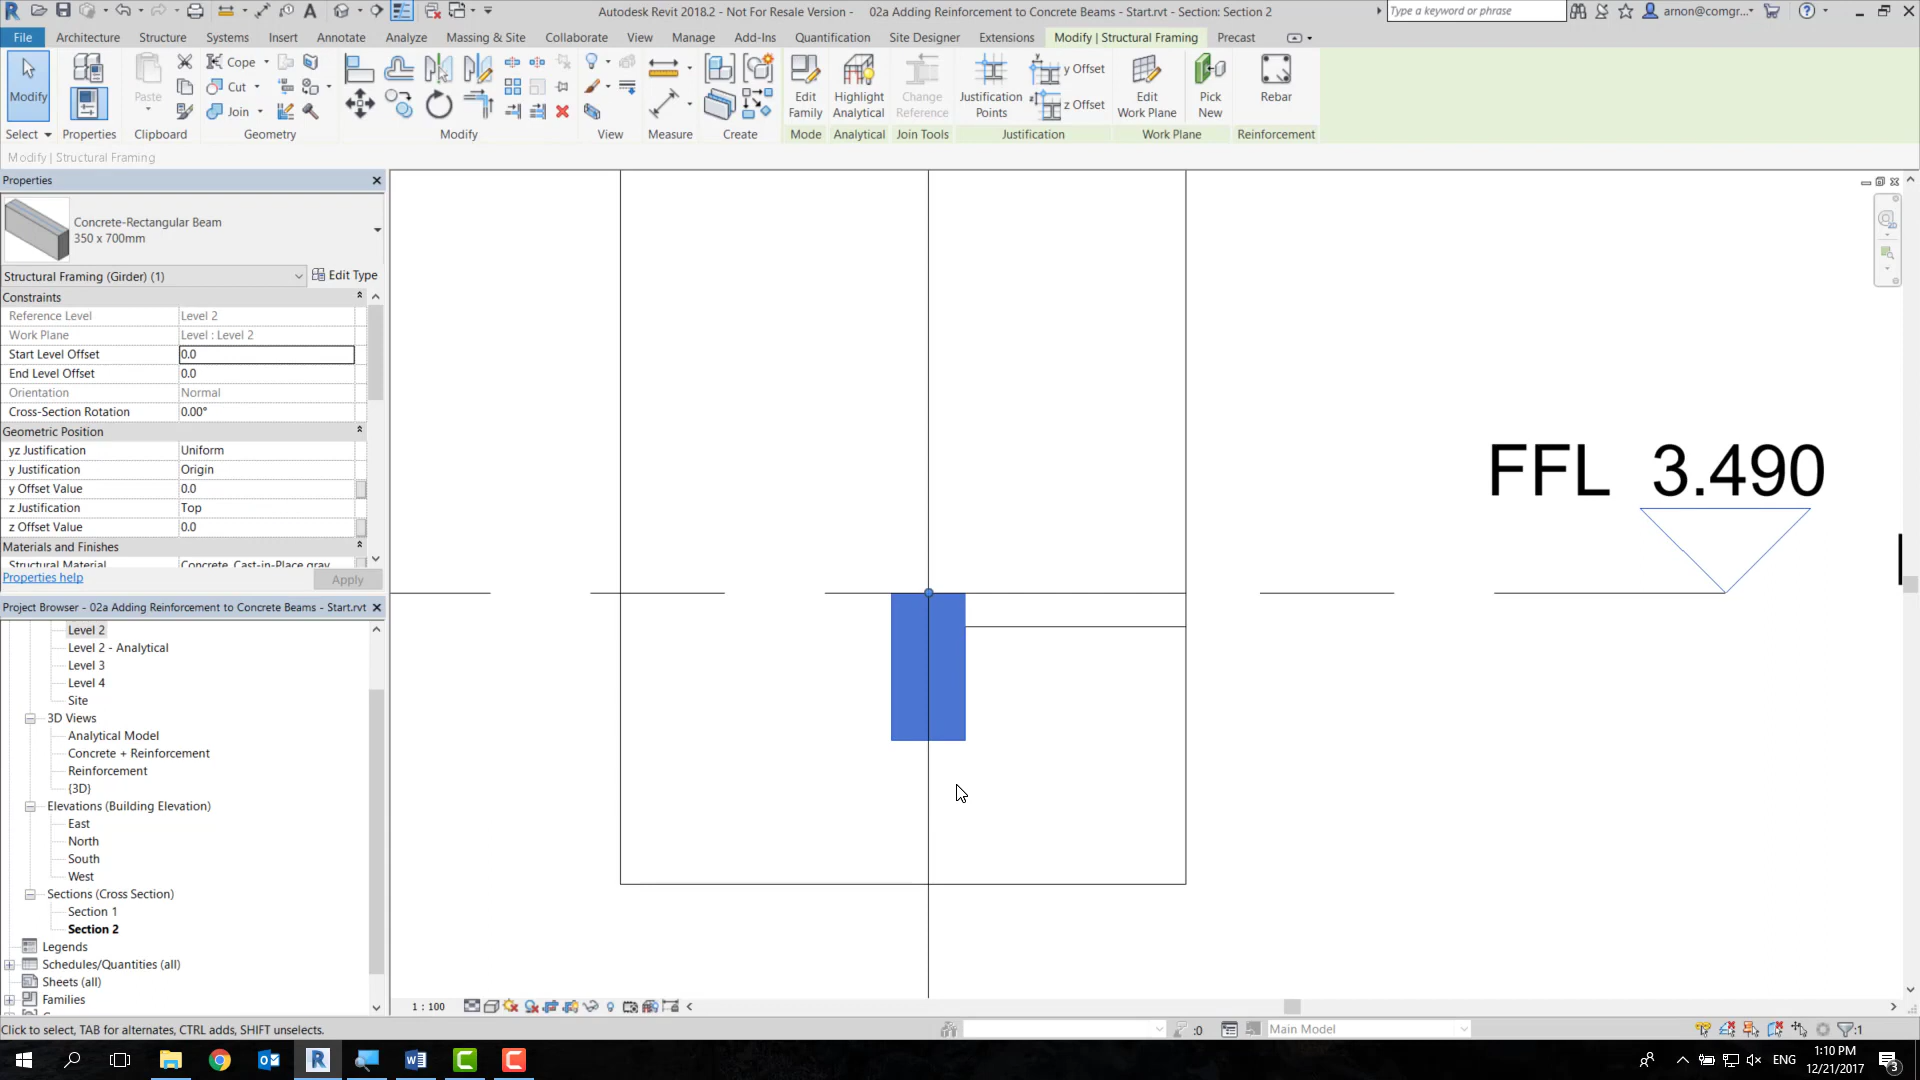 Autodesk Revit 2018.2 - Not For Resale Version - 02a Adding Reinforcement to Concrete Beams - Start.rvt - Section: Section 2
Type a keyword or phrase
arnon@comgr...
File Architecture Structure Systems Insert Annotate Analyze Massing & Site Collaborate View Manage Add-Ins Quantification Site Designer Extensions Modify | Structural Framing Precast
Modify
Paste
Cope
Cut
Join
Edit Family
Highlight Analytical
Change Reference
Justification Points
y Offset
z Offset
Edit Work Plane
Pick New
Rebar
Select Properties Clipboard Geometry Modify View Measure Create Mode Analytical Join Tools Justification Work Plane Reinforcement
Modify | Structural Framing
Properties
Concrete-Rectangular Beam
350 x 700mm
Structural Framing (Girder) (1) Edit Type
Constraints
Reference Level Level 2
Work Plane Level : Level 2
Start Level Offset 0.0
End Level Offset 0.0
Orientation Normal
Cross-Section Rotation 0.00°
Geometric Position
yz Justification Uniform
y Justification Origin
y Offset Value 0.0
z Justification Top
z Offset Value 0.0
Materials and Finishes
Structural Material Concrete, Cast-in-Place gray
Properties help Apply
FFL 3.490
Project Browser - 02a Adding Reinforcement to Concrete Beams - Start.rvt
Level 2
Level 2 - Analytical
Level 3
Level 4
Site
3D Views
Analytical Model
Concrete + Reinforcement
Reinforcement
{3D}
Elevations (Building Elevation)
East
North
South
West
Sections (Cross Section)
Section 1
Section 2
Legends
Schedules/Quantities (all)
Sheets (all)
Families
1 : 100
Click to select, TAB for alternates, CTRL adds, SHIFT unselects.
:0
Main Model
:1
ENG
1:10 PM
12/21/2017
3